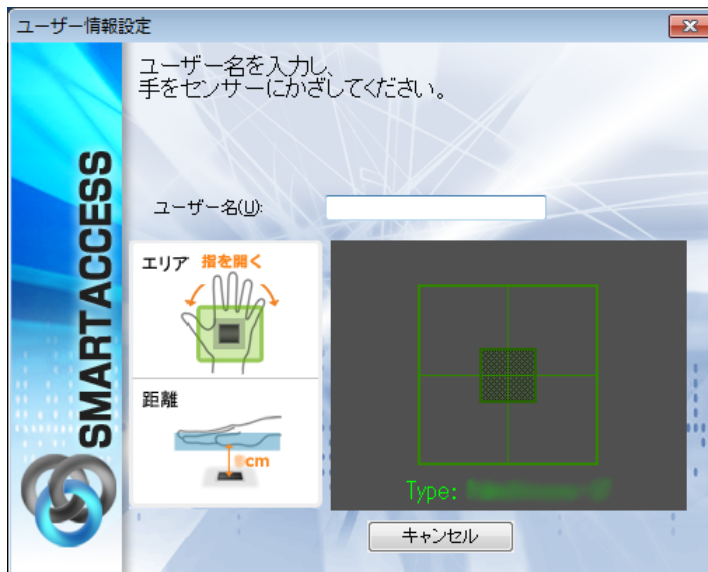 ユーザー情報設定
ユーザー名を入力し、
手をセンサーにかざしてください。
SMARTACCESS
ユーザー名(U):
エリア 指を開く
距離
cm
Type:
キャンセル